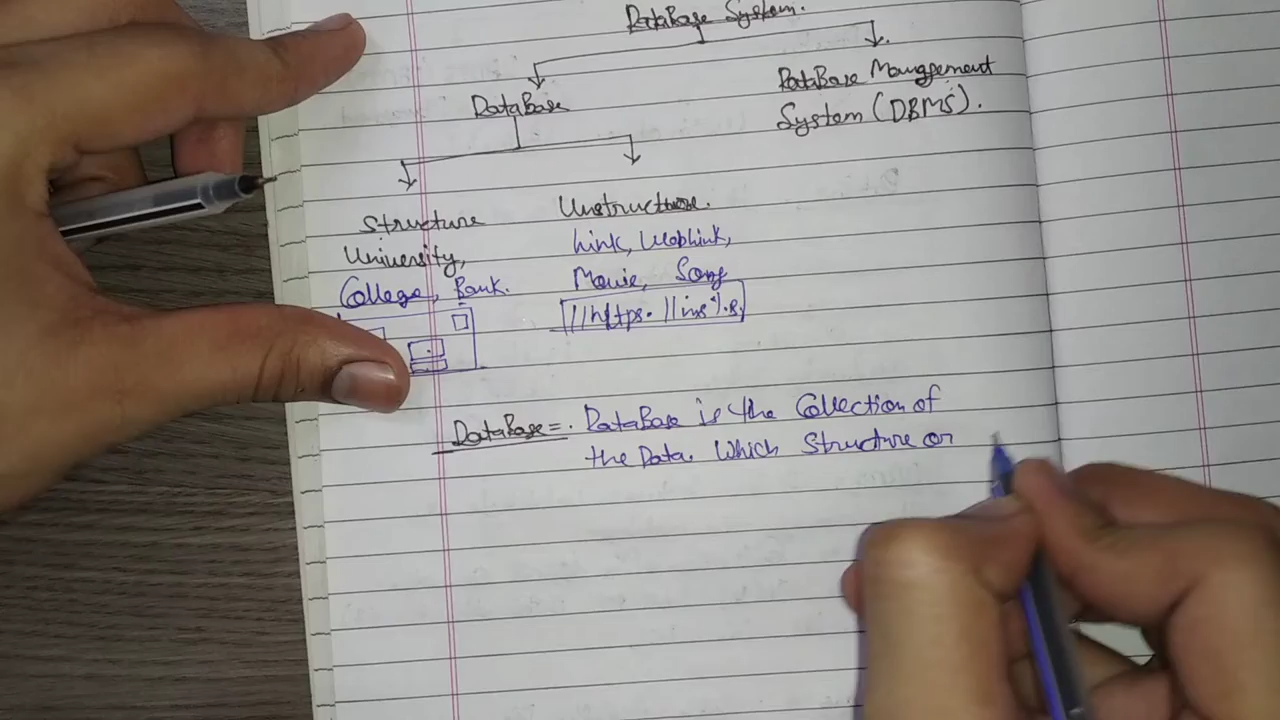 DataBase System.
DataBase
DataBase Management
System (DBMS).
Structure
University,
College, Bank.
Unstructure.
Link, Weblink,
Movie, Song
DataBase =. DataBase is the Collection of
the Data. Which Structure or